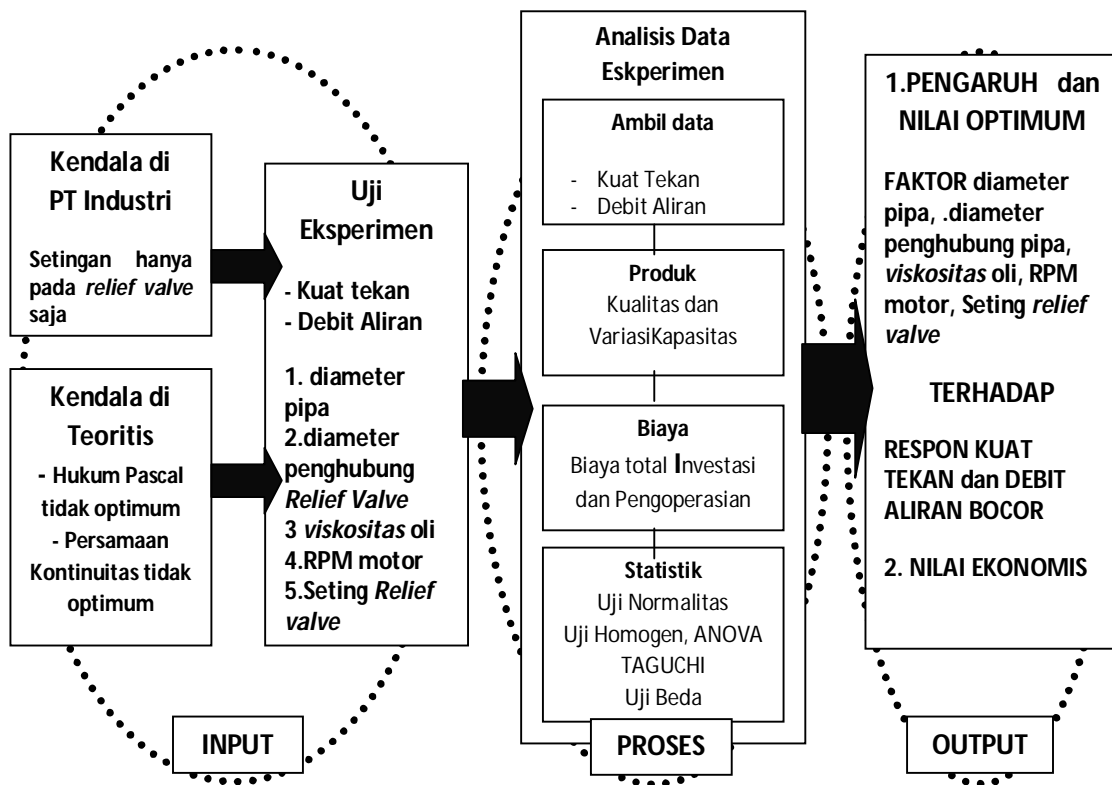 Kendala di
PT Industri
Setingan hanya
pada relief valve
saja
Kendala di
Teoritis
- Hukum Pascal
tidak optimum
- Persamaan
Kontinuitas tidak
optimum
Uji
Eksperimen
- Kuat tekan
- Debit Aliran
1. diameter
pipa
2.diameter
penghubung
Relief Valve
3 viskositas oli
4.RPM motor
5.Seting Relief
valve
INPUT
Analisis Data
Eskperimen
Ambil data
- Kuat Tekan
- Debit Aliran
Produk
Kualitas dan
VariasiKapasitas
Biaya
Biaya total Investasi
dan Pengoperasian
Statistik
Uji Normalitas
Uji Homogen, ANOVA
TAGUCHI
Uji Beda
PROSES
1.PENGARUH dan
NILAI OPTIMUM
FAKTOR diameter
pipa, .diameter
penghubung pipa,
viskositas oli, RPM
motor, Seting relief
valve
TERHADAP
RESPON KUAT
TEKAN dan DEBIT
ALIRAN BOCOR
2. NILAI EKONOMIS
OUTPUT